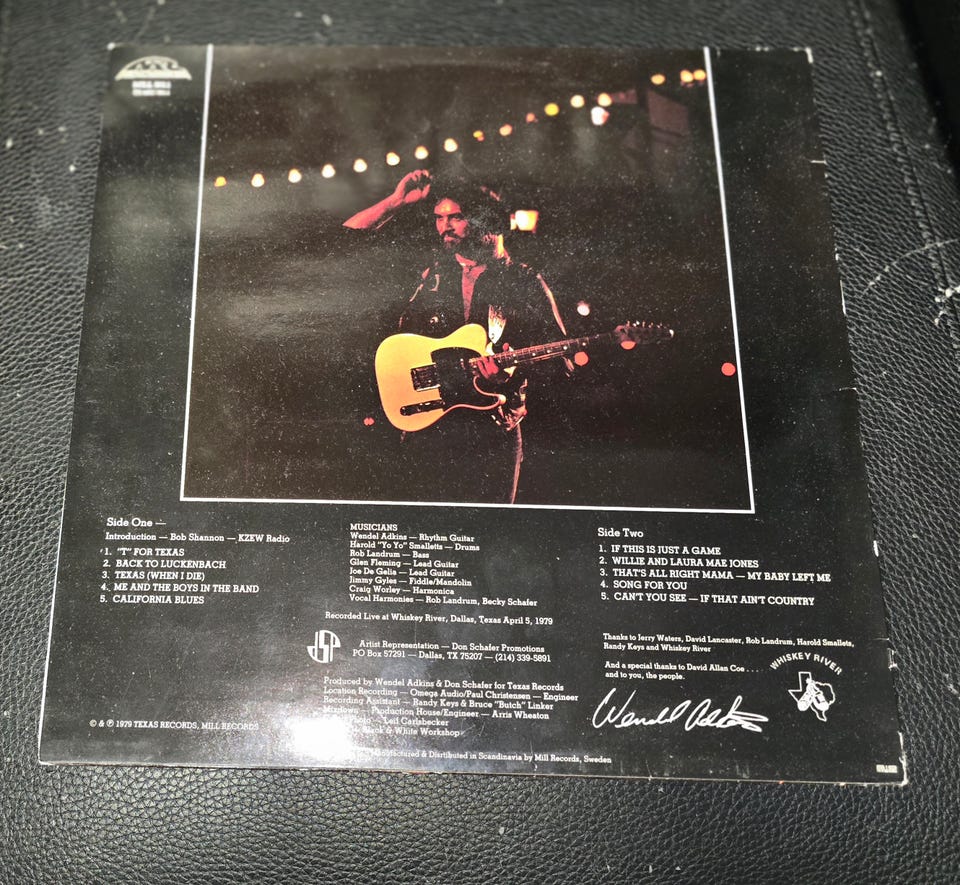 Side One —
Introduction — Bob Shannon — KZEW Radio
1. "T" FOR TEXAS
2. BACK TO LUCKENBACH
3. TEXAS (WHEN I DIE)
4. ME AND THE BOYS IN THE BAND
5. CALIFORNIA BLUES
MUSICIANS
Wendel Adkins — Rhythm Guitar
Harold "Yo Yo" Smalletts — Drums
Rob Landrum — Bass
Glen Fleming — Lead Guitar
Joe De Gelia — Lead Guitar
Jimmy Gyles — Fiddle/Mandolin
Craig Worley — Harmonica
Vocal Harmonies — Rob Landrum, Becky Schafer
Recorded Live at Whiskey River, Dallas, Texas April 5, 1979
JSP
Artist Representation — Don Schafer Promotions
PO Box 57291 — Dallas, TX 75207 — (214) 339-5891
Produced by Wendel Adkins & Don Schafer for Texas Records
Location Recording — Omega Audio/Paul Christensen — Engineer
Recording Assistant — Randy Keys & Bruce "Butch" Linker
Mixdown — Production House/Engineer — Arris Wheaton
Photo — Leif Carlsbecker
Black & White Workshop
Manufactured & Distributed in Scandinavia by Mill Records, Sweden
Side Two
1. IF THIS IS JUST A GAME
2. WILLIE AND LAURA MAE JONES
3. THAT'S ALL RIGHT MAMA — MY BABY LEFT ME
4. SONG FOR YOU
5. CAN'T YOU SEE — IF THAT AIN'T COUNTRY
Thanks to Jerry Waters, David Lancaster, Rob Landrum, Harold Smalletts,
Randy Keys and Whiskey River
And a special thanks to David Allan Coe . . . .
and to you, the people.
WHISKEY RIVER
Wendel Adkins
© & ℗ 1979 TEXAS RECORDS, MILL RECORDS